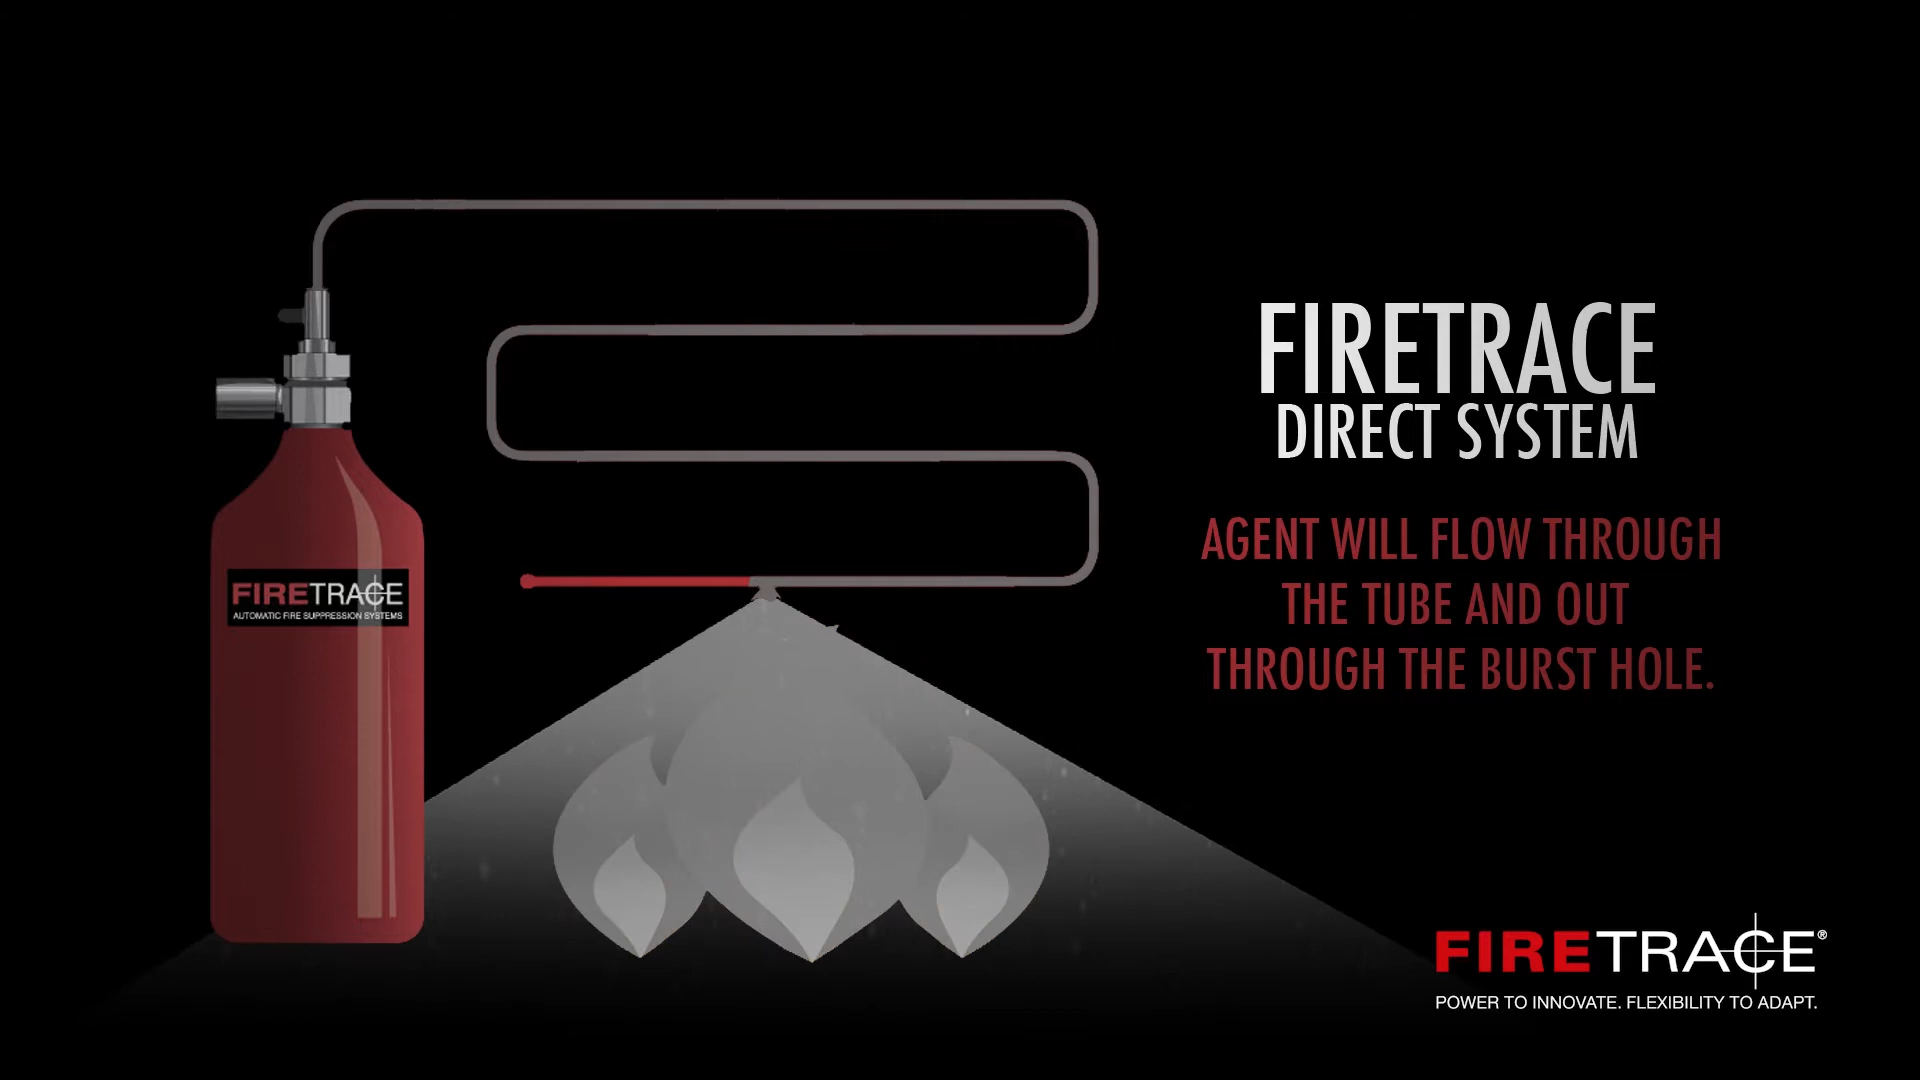 FIRETRACE
DIRECT SYSTEM
AGENT WILL FLOW THROUGH
THE TUBE AND OUT
THROUGH THE BURST HOLE.
FIRETRACE
AUTOMATIC FIRE SUPPRESSION SYSTEMS
FIRETRACE®
POWER TO INNOVATE. FLEXIBILITY TO ADAPT.